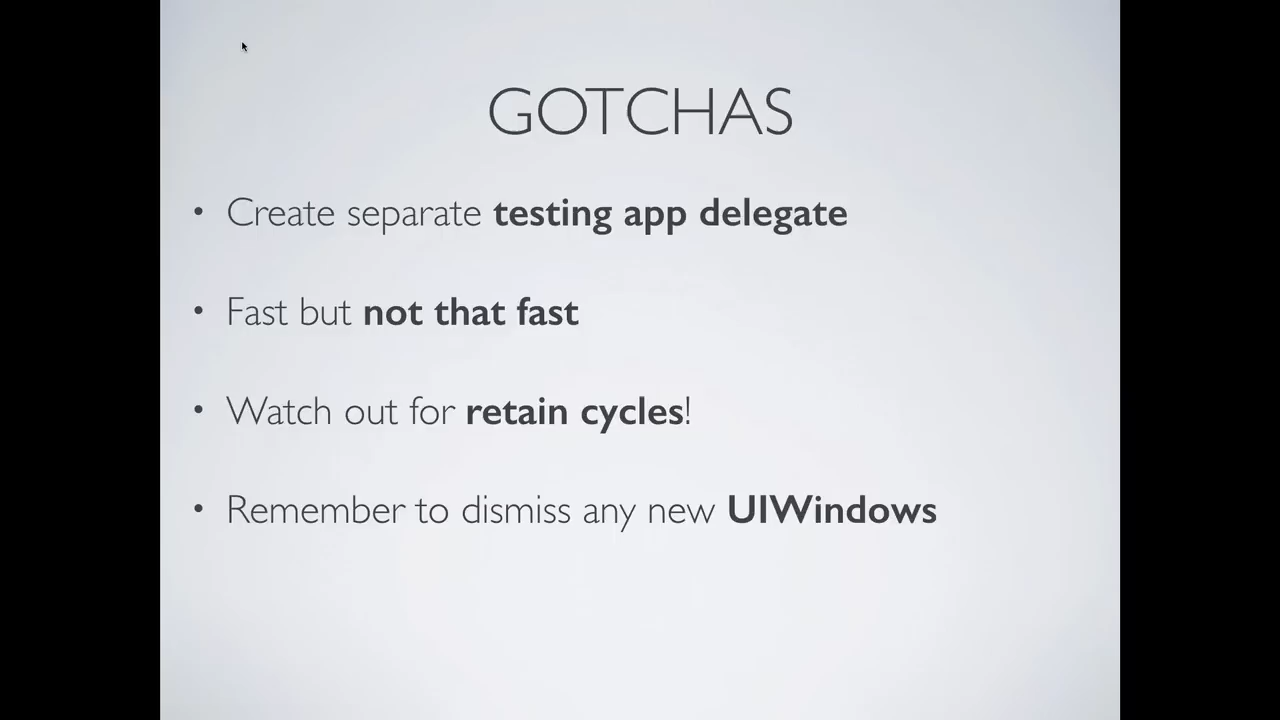 GOTCHAS
• Create separate testing app delegate
• Fast but not that fast
• Watch out for retain cycles!
• Remember to dismiss any new UIWindows